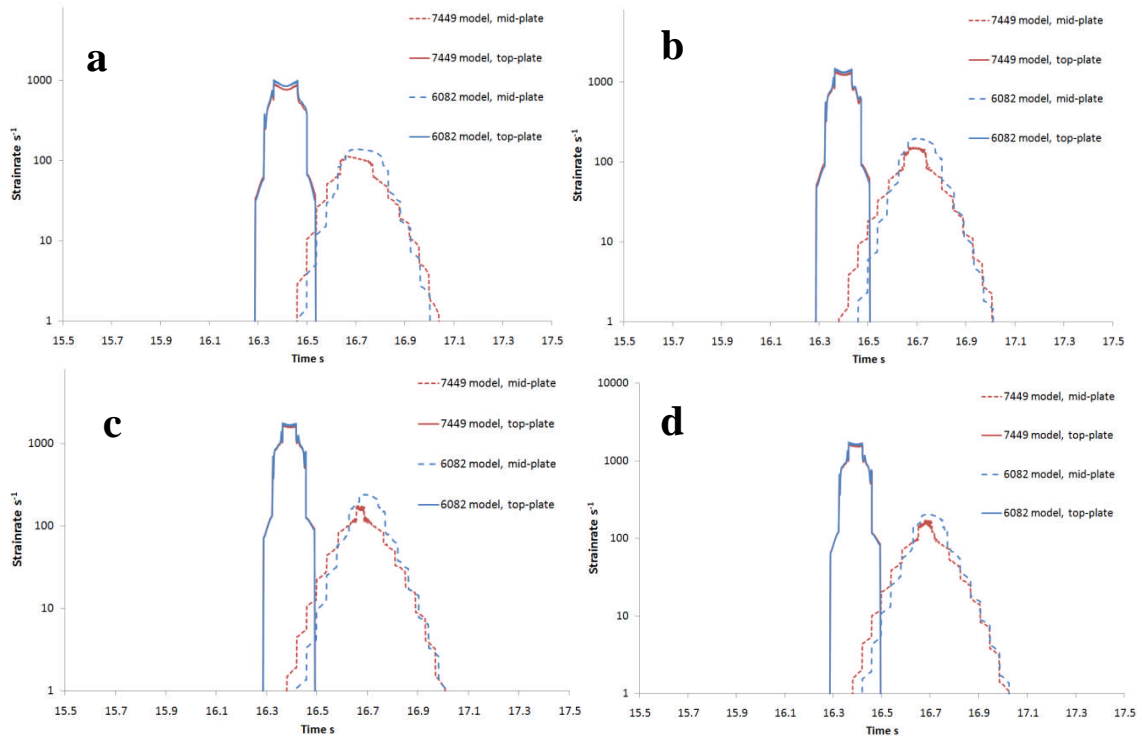 a
7449 model, mid-plate
7449 model, top-plate
6082 model, mid-plate
6082 model, top-plate
1000
100
10
1
Strainrate s-1
15.5 15.7 15.9 16.1 16.3 16.5 16.7 16.9 17.1 17.3 17.5
Time s
b
7449 model, mid-plate
7449 model, top-plate
6082 model, mid-plate
6082 model, top-plate
1000
100
10
1
Strainrate s-1
15.5 15.7 15.9 16.1 16.3 16.5 16.7 16.9 17.1 17.3 17.5
Time s
c
7449 model, mid-plate
7449 model, top-plate
6082 model, mid-plate
6082 model, top-plate
1000
100
10
1
Strainrate s-1
15.5 15.7 15.9 16.1 16.3 16.5 16.7 16.9 17.1 17.3 17.5
Time s
d
7449 model, mid-plate
7449 model, top-plate
6082 model, mid-plate
6082 model, top-plate
10000
1000
100
10
1
Strainrate s-1
15.5 15.7 15.9 16.1 16.3 16.5 16.7 16.9 17.1 17.3 17.5
Time s